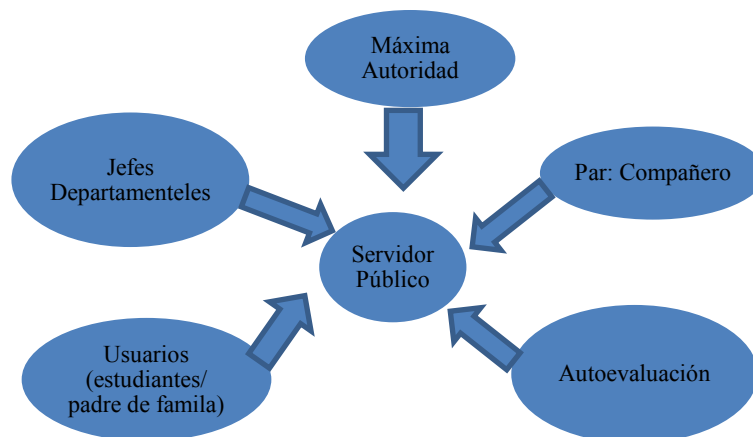 Máxima
Autoridad
Jefes
Departamenteles
Par: Compañero
Servidor
Público
Usuarios
(estudiantes/
padre de famila)
Autoevaluación